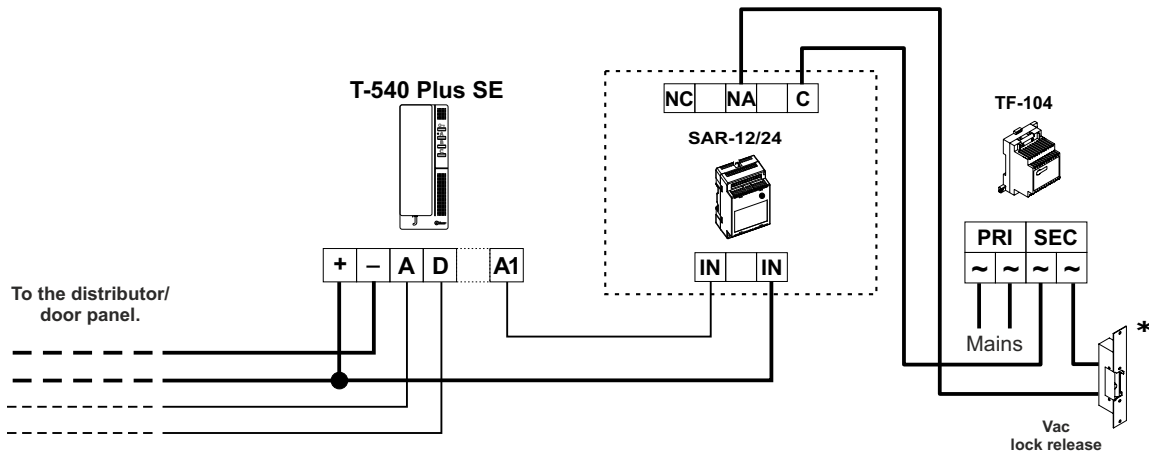 T-540 Plus SE
+ – A D A1
To the distributor/
door panel.
NC NA C
SAR-12/24
IN IN
TF-104
PRI SEC
~ ~ ~ ~
Mains
*
Vac
lock release